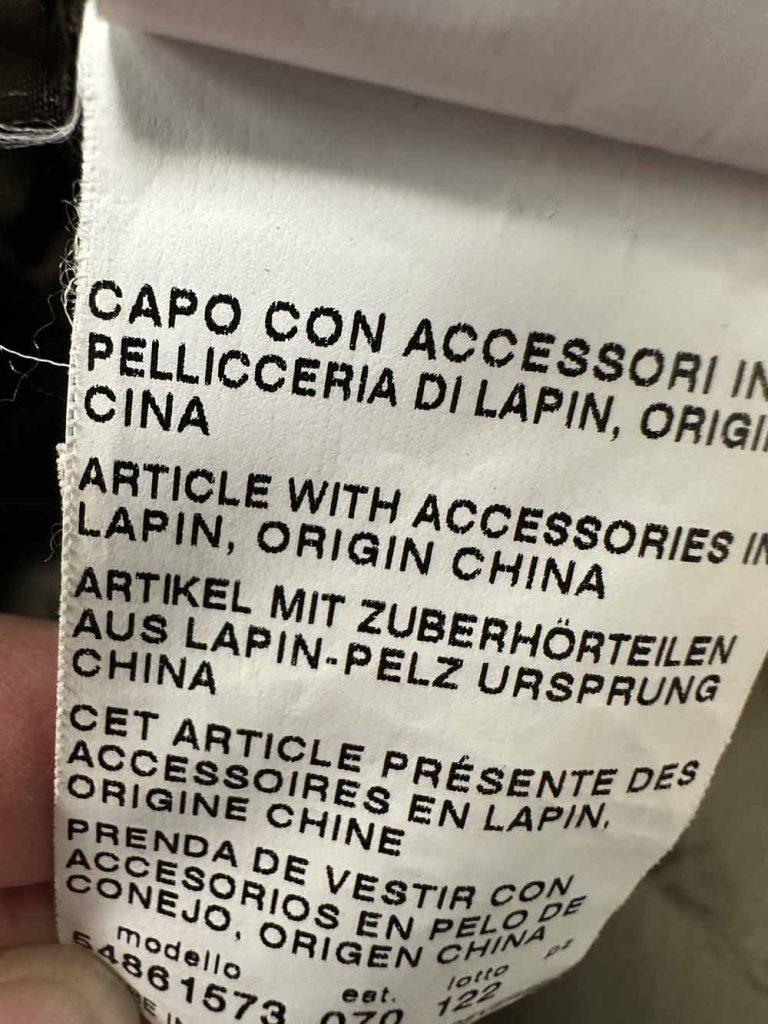 CAPO CON ACCESSORI IN
PELLICCERIA DI LAPIN, ORIGI
CINA
ARTICLE WITH ACCESSORIES IN
LAPIN, ORIGIN CHINA
ARTIKEL MIT ZUBERHÖRTEILEN
AUS LAPIN-PELZ URSPRUNG
CHINA
CET ARTICLE PRÉSENTE DES
ACCESSOIRES EN LAPIN,
ORIGINE CHINE
PRENDA DE VESTIR CON
ACCESORIOS EN PELO DE
CONEJO, ORIGEN CHINA
modello est. lotto pz
54861573 070 122